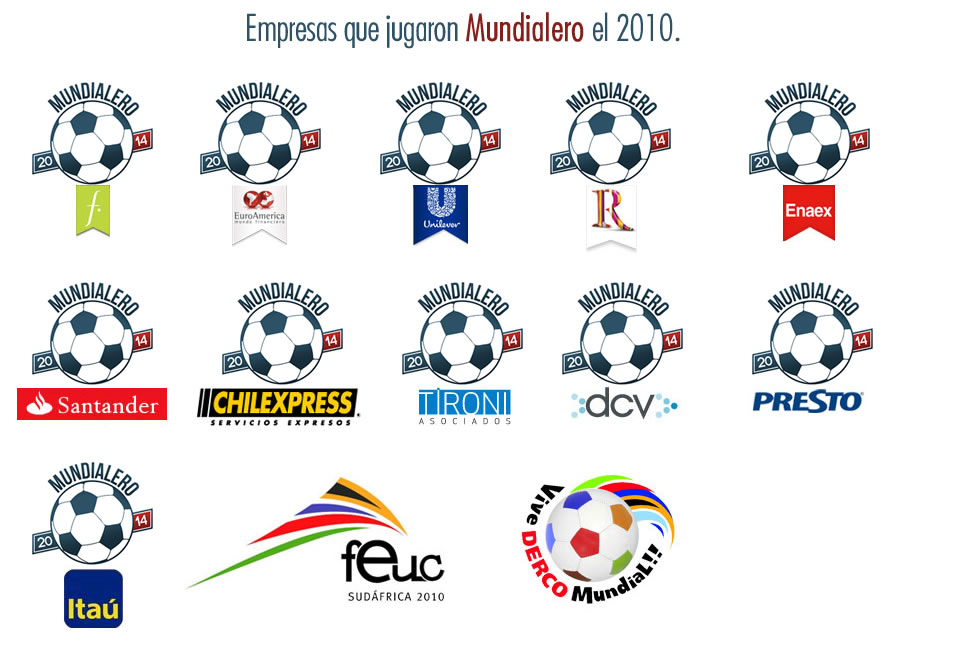 Empresas que jugaron Mundialero el 2010.
MUNDIALERO
20 14
f.
MUNDIALERO
20 14
EuroAmerica
mundo financiero
MUNDIALERO
20 14
Unilever
MUNDIALERO
20 14
R
MUNDIALERO
20 14
Enaex
MUNDIALERO
20 14
Santander
MUNDIALERO
20 14
CHILEXPRESS
SERVICIOS EXPRESOS
MUNDIALERO
20 14
TIRONI
ASOCIADOS
MUNDIALERO
20 14
dcv
MUNDIALERO
20 14
PRESTO
MUNDIALERO
20 14
Itaú
feuc
SUDÁFRICA 2010
Vive DERCO MundiaL!!